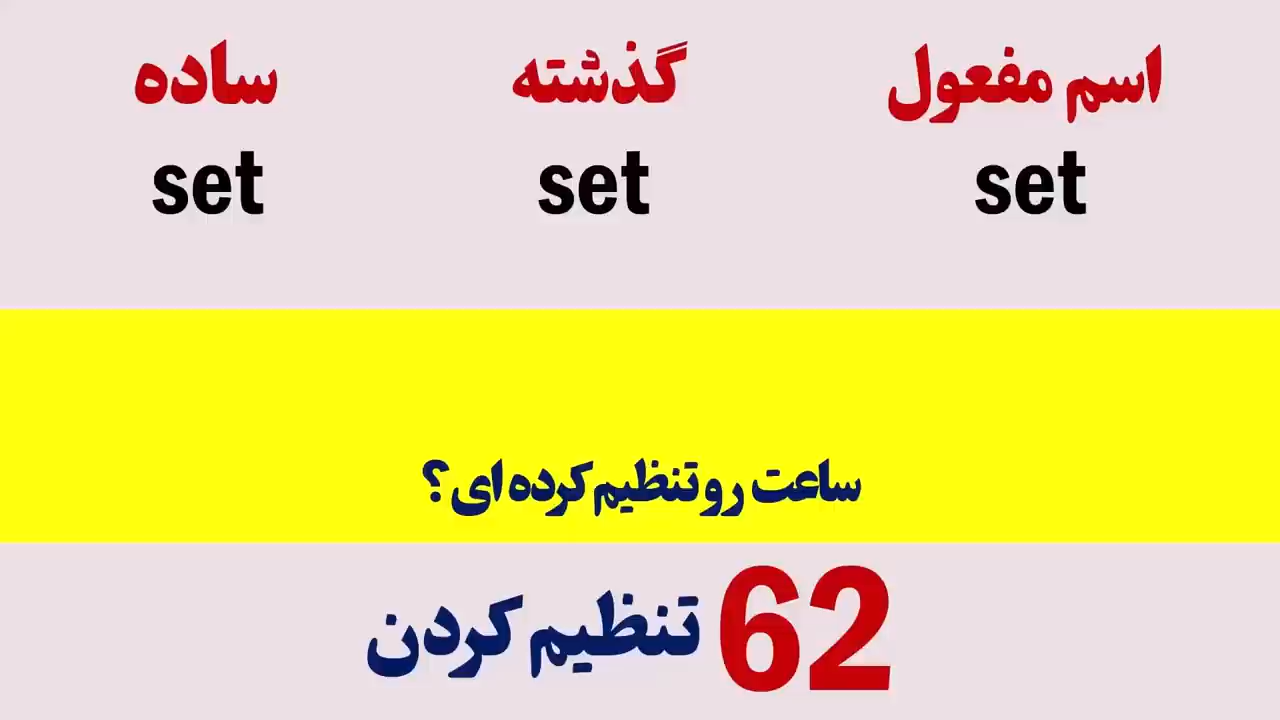 ساده گذشته اسم مفعول
set set set
ساعت رو تنظیم کرده ای ؟
62 تنظیم کردن